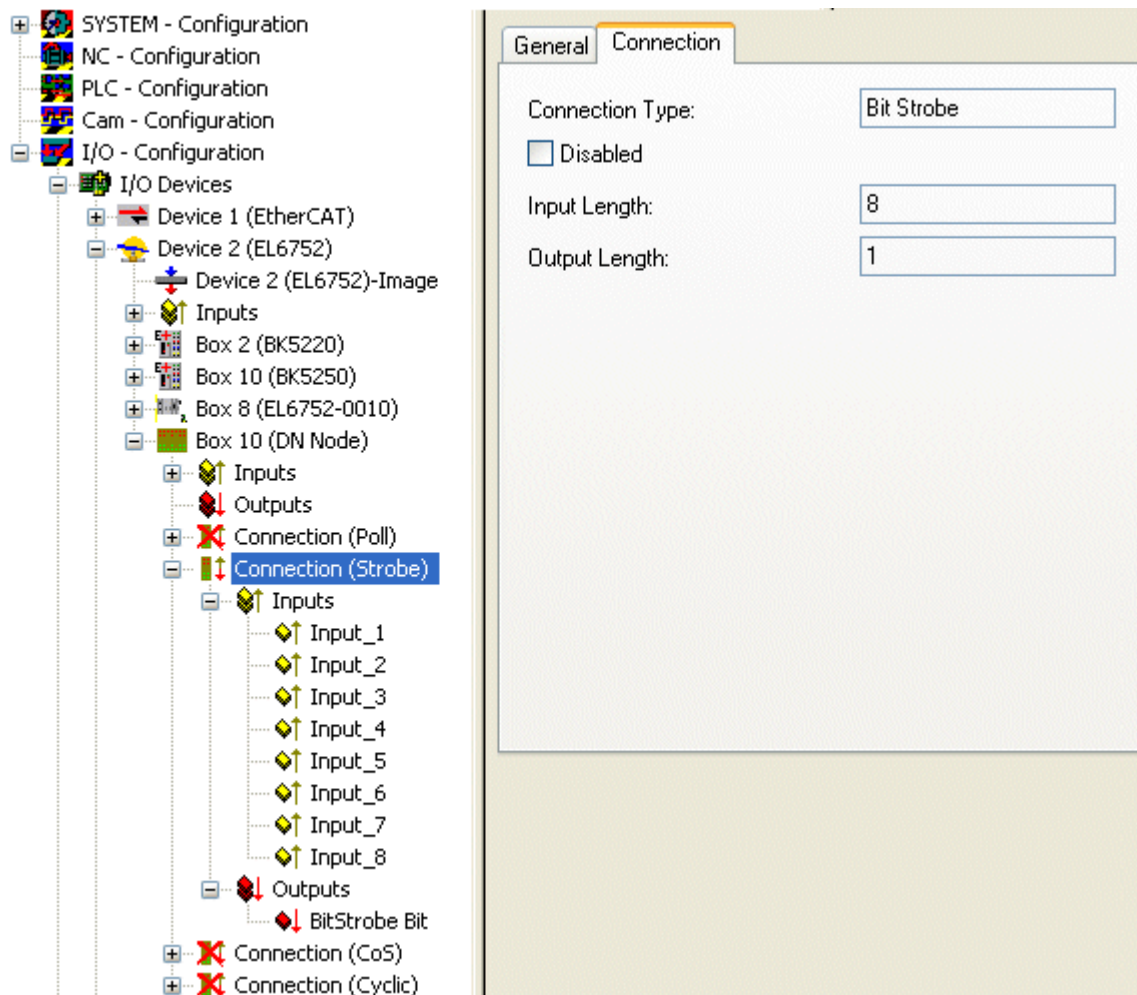 SYSTEM - Configuration
NC - Configuration
PLC - Configuration
Cam - Configuration
I/O - Configuration
I/O Devices
Device 1 (EtherCAT)
Device 2 (EL6752)
Device 2 (EL6752)-Image
Inputs
Box 2 (BK5220)
Box 10 (BK5250)
Box 8 (EL6752-0010)
Box 10 (DN Node)
Inputs
Outputs
Connection (Poll)
Connection (Strobe)
Inputs
Input_1
Input_2
Input_3
Input_4
Input_5
Input_6
Input_7
Input_8
Outputs
BitStrobe Bit
Connection (CoS)
Connection (Cyclic)
General Connection
Connection Type: Bit Strobe
Disabled
Input Length: 8
Output Length: 1